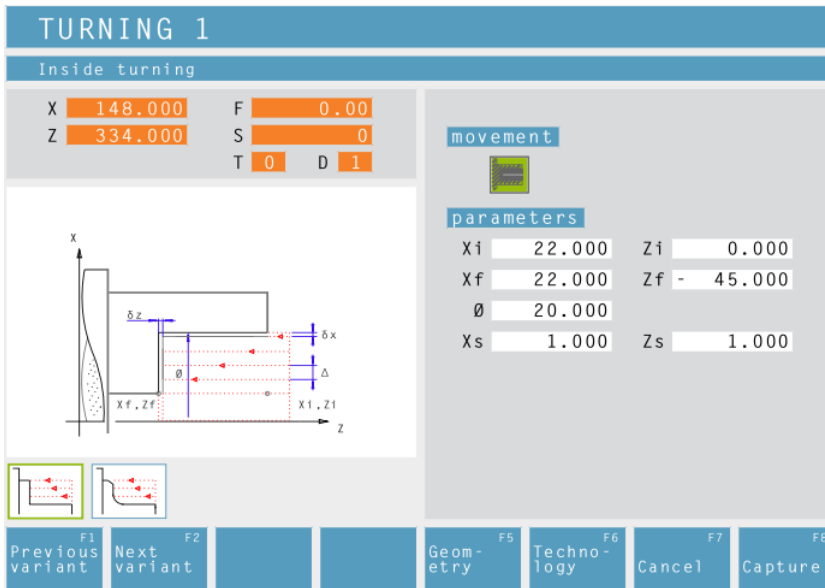 TURNING 1
Inside turning
X 148.000 F 0.00
Z 334.000 S 0
T 0 D 1
movement
parameters
Xi 22.000 Zi 0.000
Xf 22.000 Zf - 45.000
Ø 20.000
Xs 1.000 Zs 1.000
X
δz
δx
Ø
Δ
Xf,Zf
Xi,Zi
Z
F1 Previous variant
F2 Next variant
F5 Geom-etry
F6 Techno-logy
F7 Cancel
F8 Capture